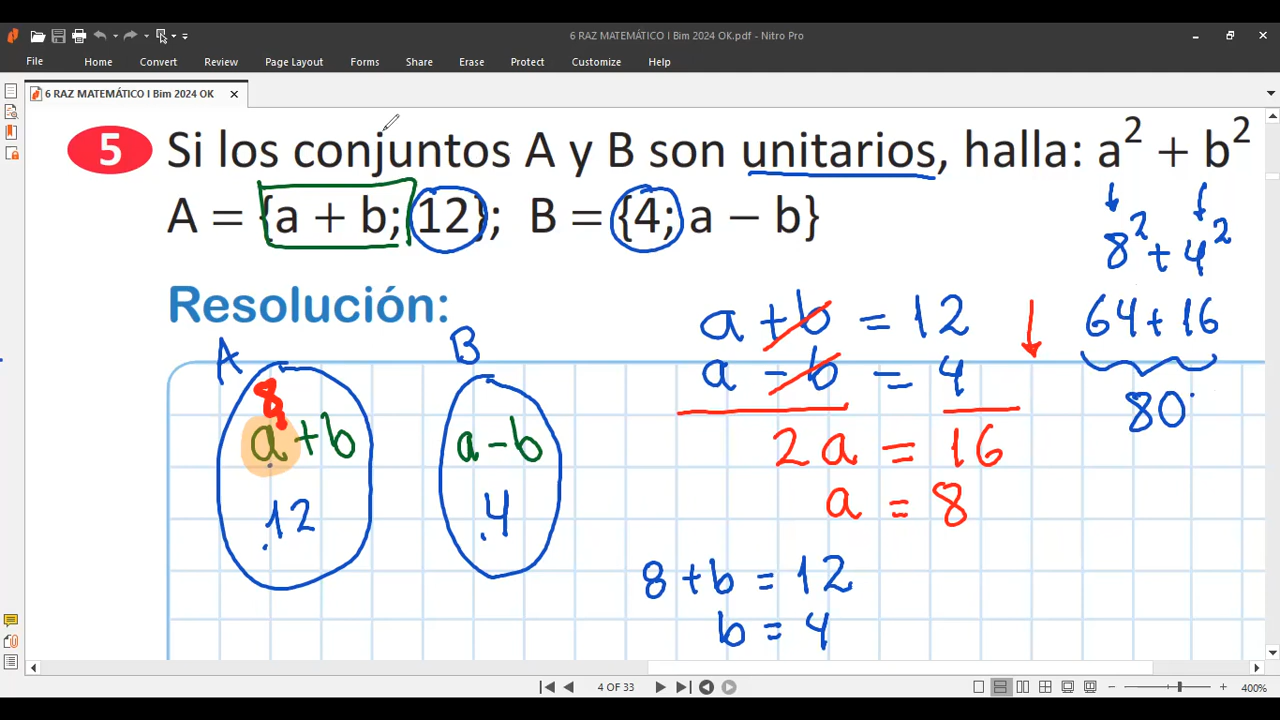 6 RAZ MATEMÁTICO I Bim 2024 OK.pdf - Nitro Pro
File Home Convert Review Page Layout Forms Share Erase Protect Customize Help
6 RAZ MATEMÁTICO I Bim 2024 OK
5 Si los conjuntos A y B son unitarios, halla: a² + b²
A = {a + b; 12}; B = {4; a − b}
8² + 4²
64 + 16
80
Resolución:
A
8
a + b
12
B
a − b
4
a + b = 12
a − b = 4
2a = 16
a = 8
8 + b = 12
b = 4
4 OF 33
400%